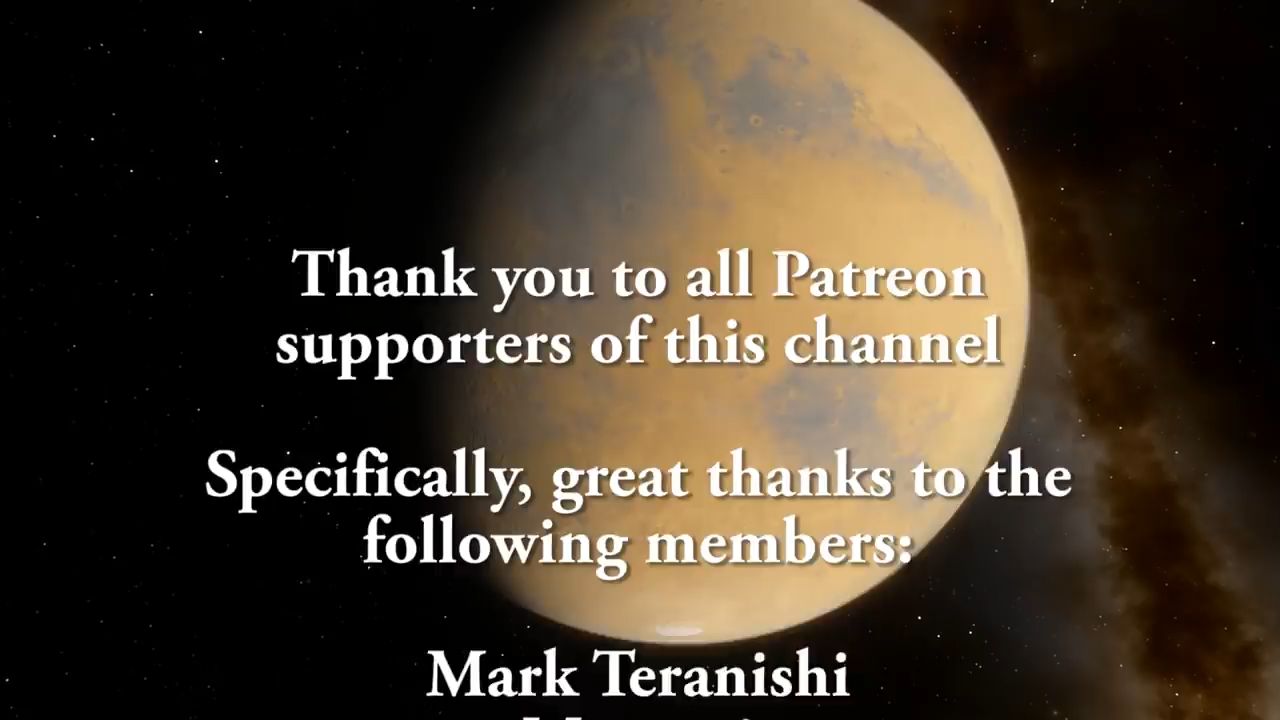 Thank you to all Patreon
supporters of this channel
Specifically, great thanks to the
following members:
Mark Teranishi